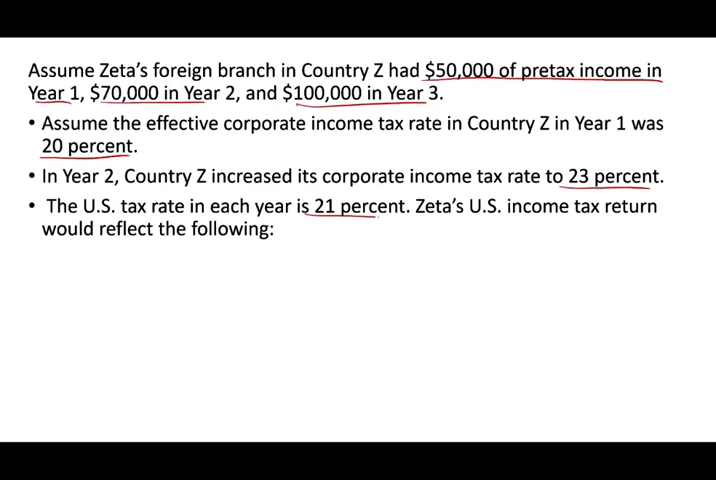 Assume Zeta's foreign branch in Country Z had $50,000 of pretax income in
Year 1, $70,000 in Year 2, and $100,000 in Year 3.
• Assume the effective corporate income tax rate in Country Z in Year 1 was
20 percent.
• In Year 2, Country Z increased its corporate income tax rate to 23 percent.
• The U.S. tax rate in each year is 21 percent. Zeta's U.S. income tax return
would reflect the following: